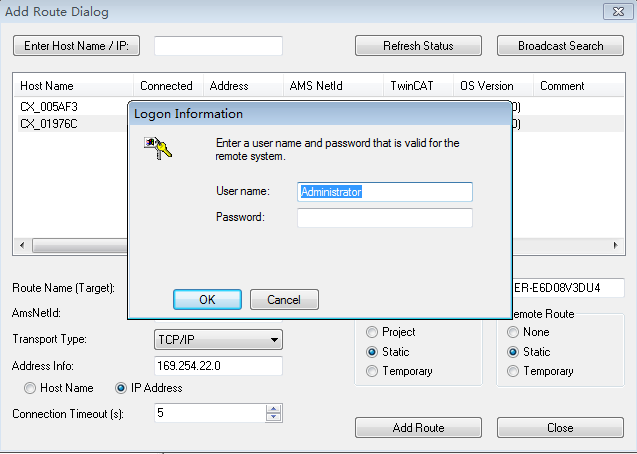 Add Route Dialog
Enter Host Name / IP:
Refresh Status
Broadcast Search
Host Name Connected Address AMS NetId TwinCAT OS Version Comment
CX_005AF3 0)
CX_01976C 0)
Logon Information
Enter a user name and password that is valid for the
remote system.
User name: Administrator
Password:
OK Cancel
Route Name (Target): ER-E6D08V3DU4
AmsNetId: emote Route
Transport Type: TCP/IP
Project None
Address Info: 169.254.22.0
Static Static
Host Name IP Address
Temporary Temporary
Connection Timeout (s): 5
Add Route Close